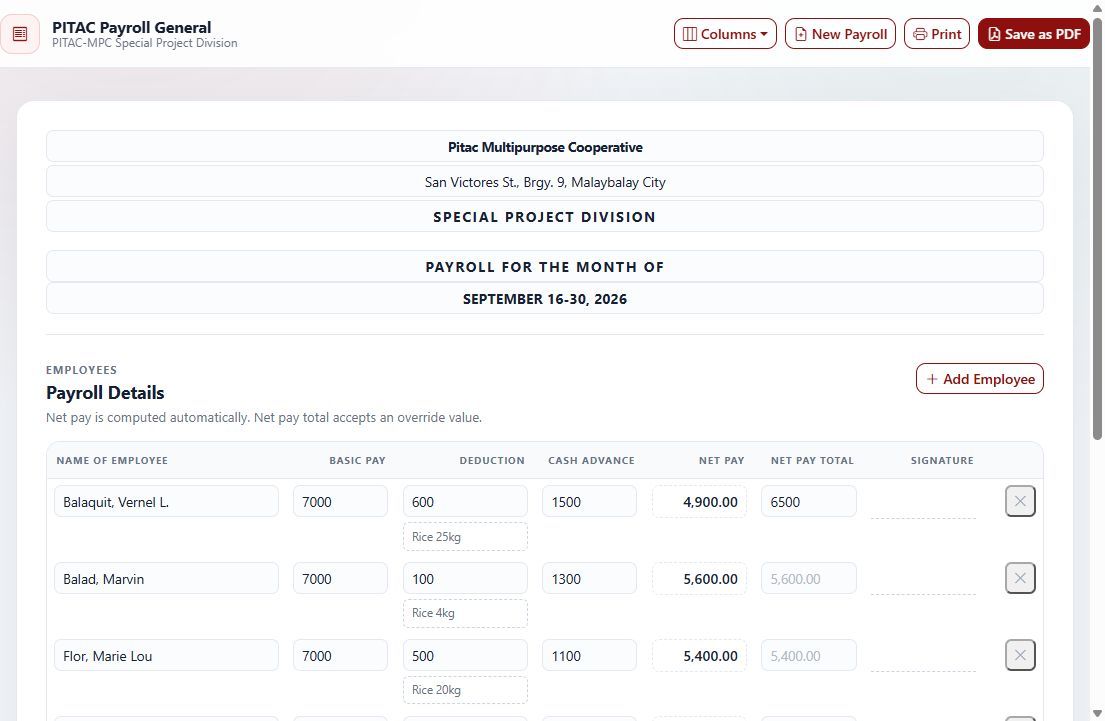 PITAC Payroll General
PITAC-MPC Special Project Division
Columns
New Payroll
Print
Save as PDF
Pitac Multipurpose Cooperative
San Victores St., Brgy. 9, Malaybalay City
SPECIAL PROJECT DIVISION
PAYROLL FOR THE MONTH OF
SEPTEMBER 16-30, 2026
EMPLOYEES
Payroll Details
Net pay is computed automatically. Net pay total accepts an override value.
+ Add Employee
NAME OF EMPLOYEE BASIC PAY DEDUCTION CASH ADVANCE NET PAY NET PAY TOTAL SIGNATURE
Balaquit, Vernel L. 7000 600 1500 4,900.00 6500
Rice 25kg
Balad, Marvin 7000 100 1300 5,600.00 5,600.00
Rice 4kg
Flor, Marie Lou 7000 500 1100 5,400.00 5,400.00
Rice 20kg